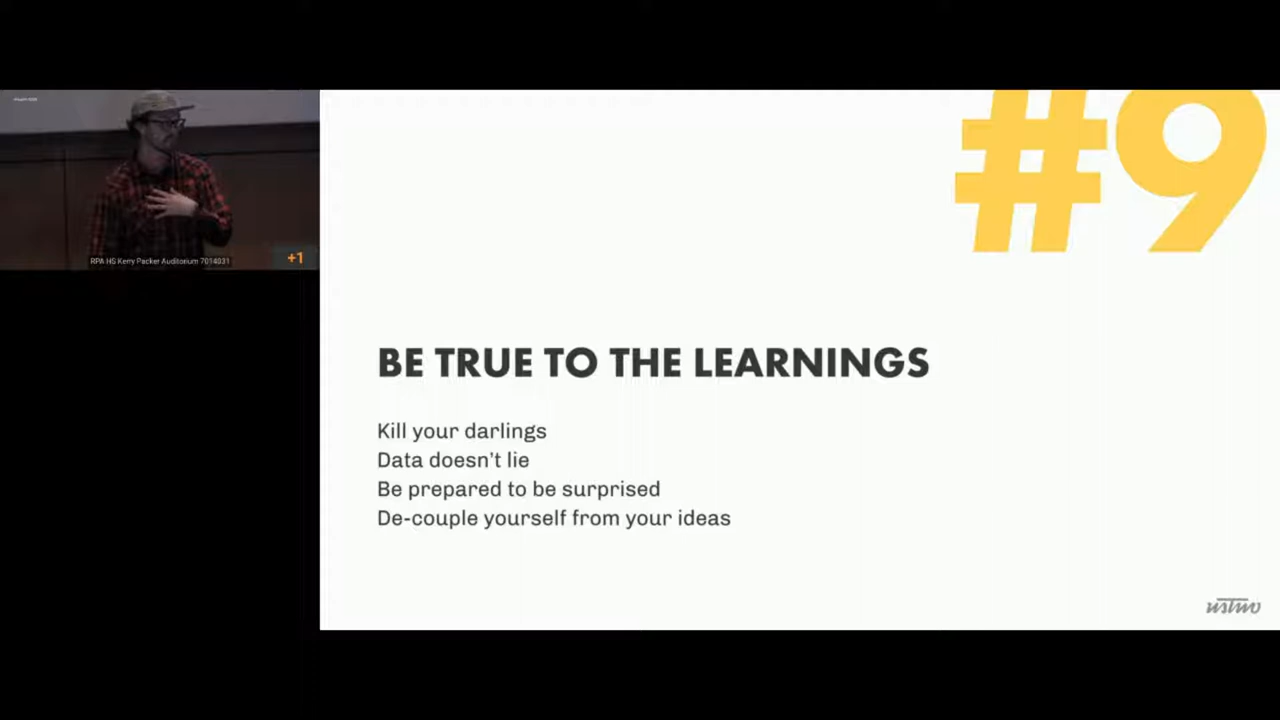 RPA HS Kerry Packer Auditorium 7014031
+1
#9
BE TRUE TO THE LEARNINGS
Kill your darlings
Data doesn't lie
Be prepared to be surprised
De-couple yourself from your ideas
ustwo